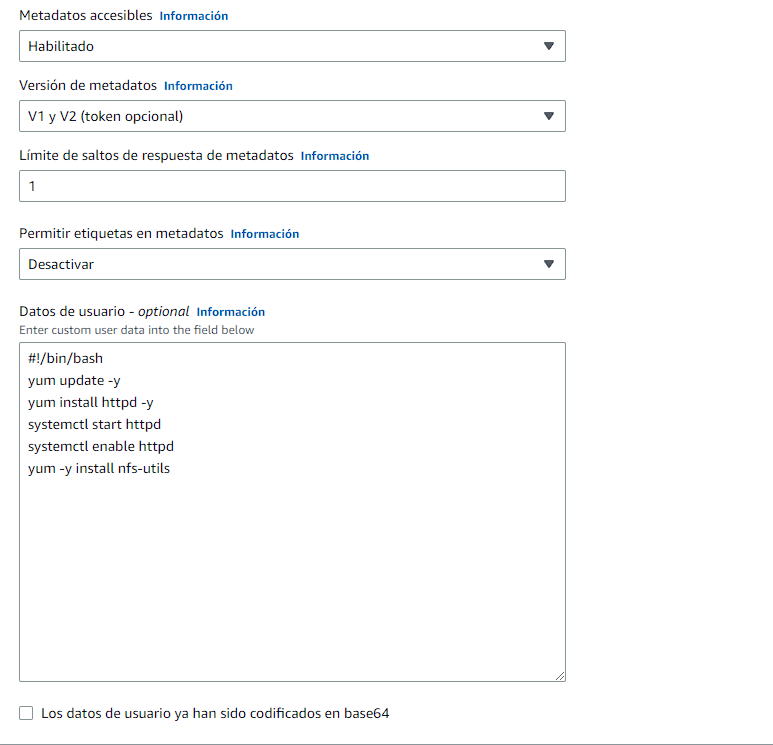 Metadatos accesibles Información
Habilitado
Versión de metadatos Información
V1 y V2 (token opcional)
Límite de saltos de respuesta de metadatos Información
1
Permitir etiquetas en metadatos Información
Desactivar
Datos de usuario - optional Información
Enter custom user data into the field below
#!/bin/bash
yum update -y
yum install httpd -y
systemctl start httpd
systemctl enable httpd
yum -y install nfs-utils
Los datos de usuario ya han sido codificados en base64